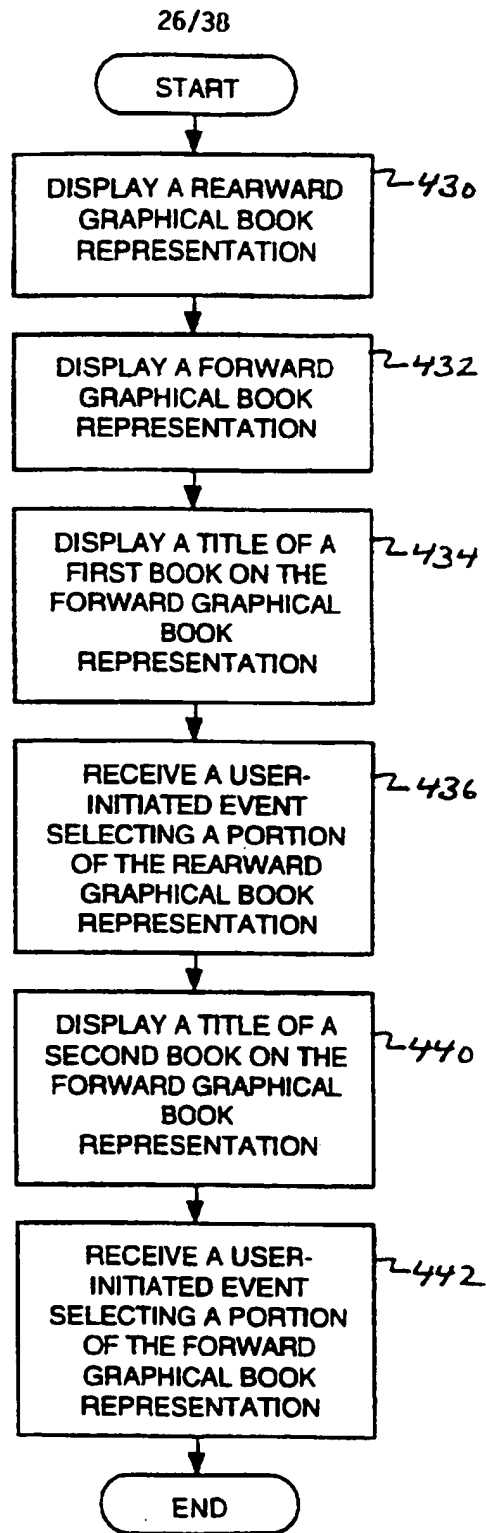 26/38
START
DISPLAY A REARWARD
GRAPHICAL BOOK
REPRESENTATION
430
DISPLAY A FORWARD
GRAPHICAL BOOK
REPRESENTATION
432
DISPLAY A TITLE OF A
FIRST BOOK ON THE
FORWARD GRAPHICAL
BOOK
REPRESENTATION
434
RECEIVE A USER-
INITIATED EVENT
SELECTING A PORTION
OF THE REARWARD
GRAPHICAL BOOK
REPRESENTATION
436
DISPLAY A TITLE OF A
SECOND BOOK ON THE
FORWARD GRAPHICAL
BOOK
REPRESENTATION
440
RECEIVE A USER-
INITIATED EVENT
SELECTING A PORTION
OF THE FORWARD
GRAPHICAL BOOK
REPRESENTATION
442
END